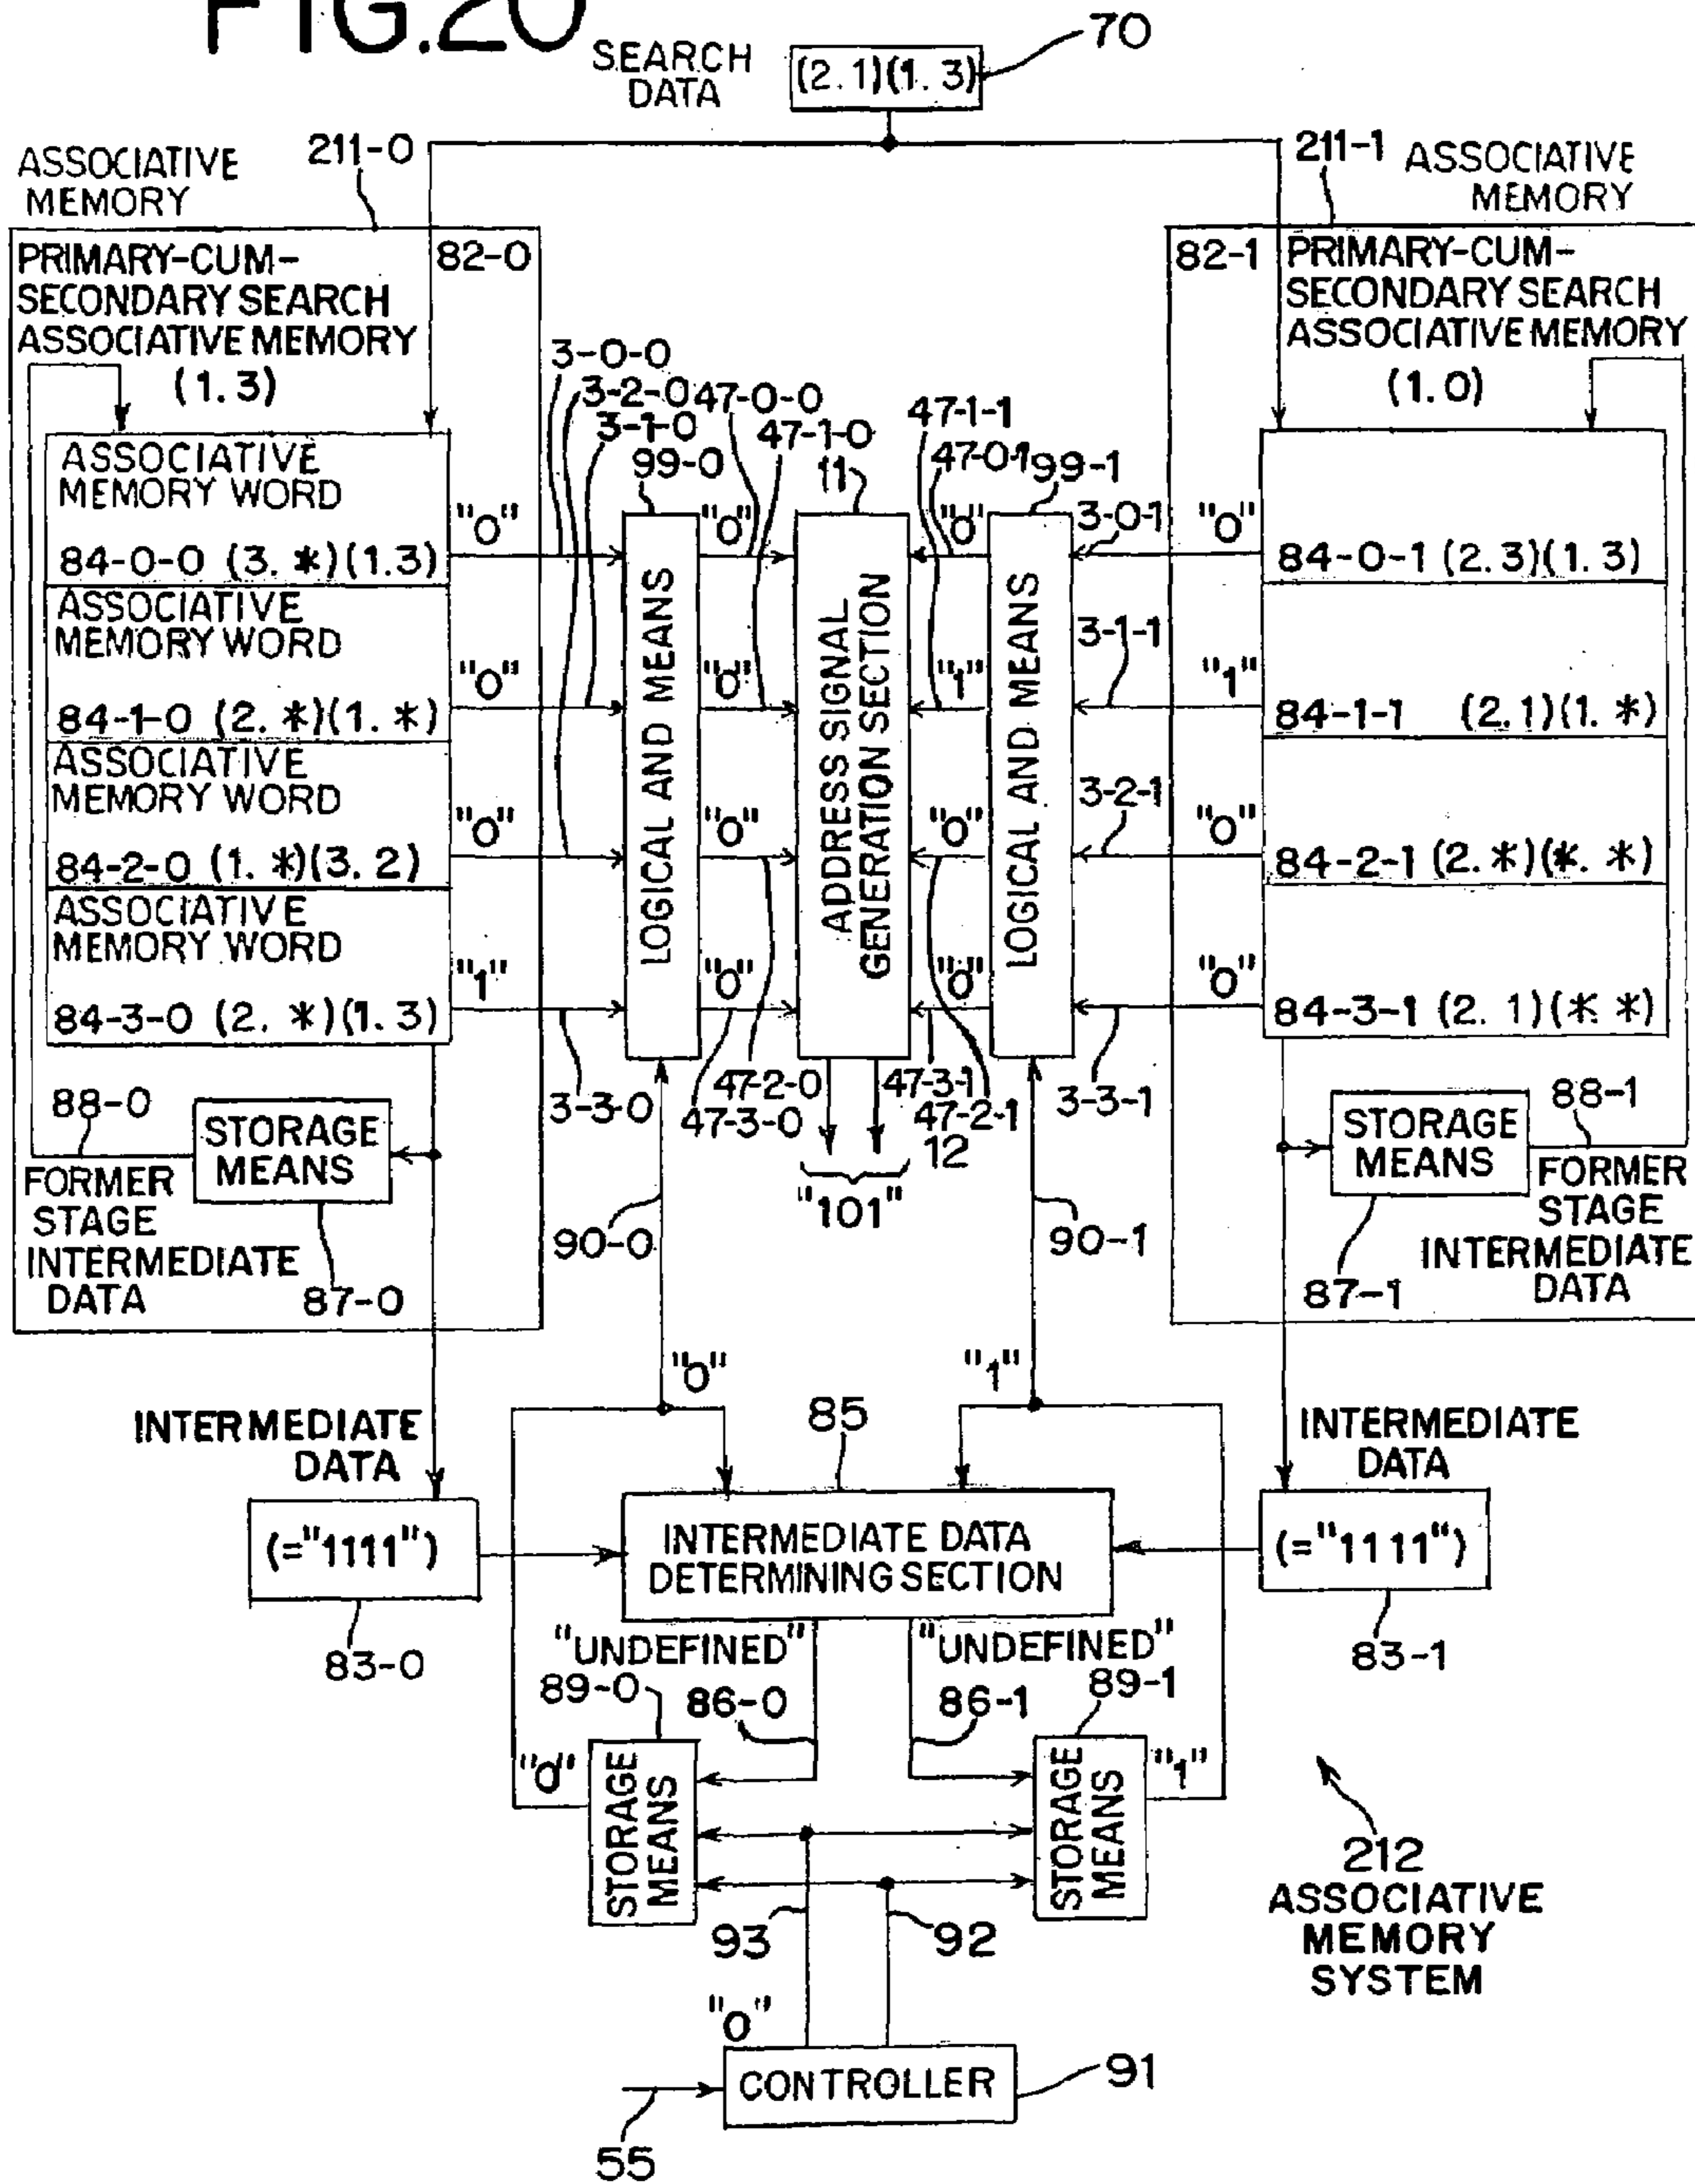 FIG.20
SEARCH
DATA
(2.1)(1.3)
70
ASSOCIATIVE
MEMORY
211-0
211-1
ASSOCIATIVE
MEMORY
PRIMARY-CUM-
SECONDARY SEARCH
ASSOCIATIVE MEMORY
(1.3)
82-0
82-1
PRIMARY-CUM-
SECONDARY SEARCH
ASSOCIATIVE MEMORY
(1.0)
3-0-0
3-2-0
3-1-0
99-0
47-0-0
47-1-0
11
47-1-1
47-0-1
99-1
ASSOCIATIVE
MEMORY WORD
84-0-0 (3.*)(1.3)
"0"
"0"
"0"
3-0-1
"0"
84-0-1 (2.3)(1.3)
ASSOCIATIVE
MEMORY WORD
84-1-0 (2.*)(1.*)
"0"
"0"
"1"
3-1-1
"1"
84-1-1 (2.1)(1.*)
ASSOCIATIVE
MEMORY WORD
84-2-0 (1.*)(3.2)
"0"
"0"
"0"
3-2-1
"0"
84-2-1 (2.*)(*.*)
ASSOCIATIVE
MEMORY WORD
84-3-0 (2.*)(1.3)
"1"
"0"
"0"
"0"
84-3-1 (2.1)(*.*)
LOGICAL AND MEANS
ADDRESS SIGNAL
GENERATION SECTION
LOGICAL AND MEANS
3-3-0
47-2-0
47-3-0
47-3-1
47-2-1
12
3-3-1
"101"
88-0
STORAGE
MEANS
FORMER
STAGE
INTERMEDIATE
DATA
87-0
90-0
90-1
STORAGE
MEANS
88-1
FORMER
STAGE
INTERMEDIATE
DATA
87-1
"0"
"1"
INTERMEDIATE
DATA
85
INTERMEDIATE
DATA
(="1111")
83-0
INTERMEDIATE DATA
DETERMINING SECTION
(="1111")
83-1
"UNDEFINED"
"UNDEFINED"
89-0
86-0
86-1
89-1
"0"
STORAGE
MEANS
STORAGE
MEANS
"1"
93
92
"0"
212
ASSOCIATIVE
MEMORY
SYSTEM
CONTROLLER
91
55